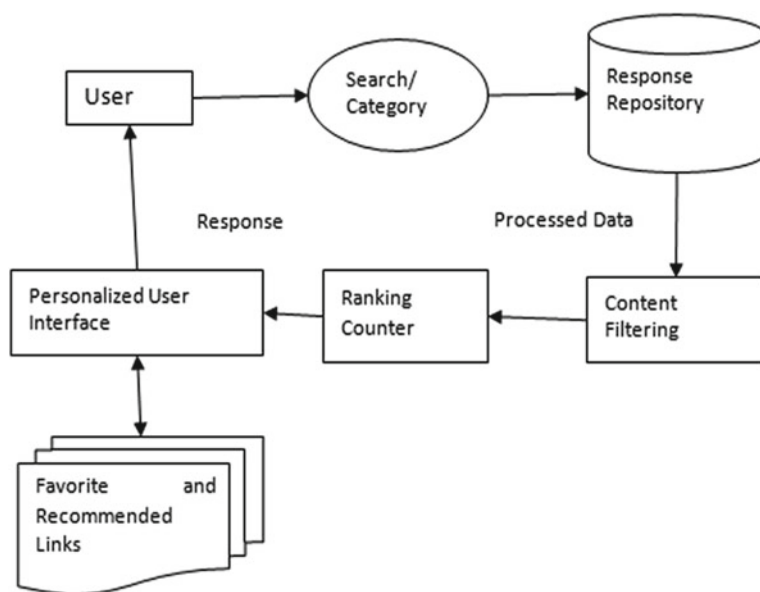 User
Search/
Category
Response
Repository
Response
Processed Data
Personalized User
Interface
Ranking
Counter
Content
Filtering
Favorite and
Recommended
Links